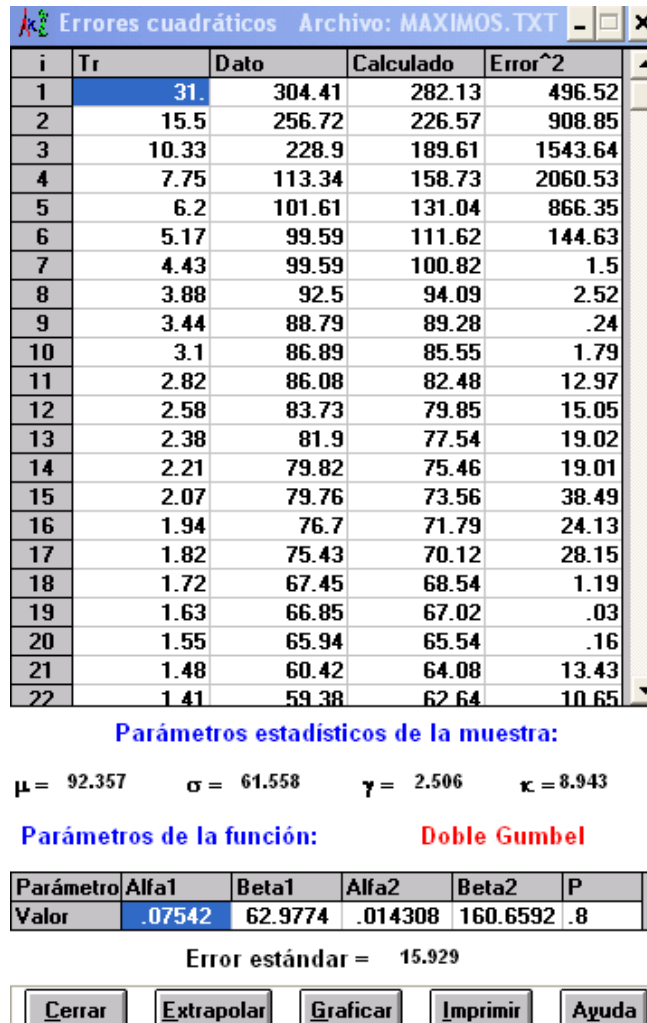 Errores cuadráticos Archivo: MAXIMOS.TXT
i Tr Dato Calculado Error^2
1 31. 304.41 282.13 496.52
2 15.5 256.72 226.57 908.85
3 10.33 228.9 189.61 1543.64
4 7.75 113.34 158.73 2060.53
5 6.2 101.61 131.04 866.35
6 5.17 99.59 111.62 144.63
7 4.43 99.59 100.82 1.5
8 3.88 92.5 94.09 2.52
9 3.44 88.79 89.28 .24
10 3.1 86.89 85.55 1.79
11 2.82 86.08 82.48 12.97
12 2.58 83.73 79.85 15.05
13 2.38 81.9 77.54 19.02
14 2.21 79.82 75.46 19.01
15 2.07 79.76 73.56 38.49
16 1.94 76.7 71.79 24.13
17 1.82 75.43 70.12 28.15
18 1.72 67.45 68.54 1.19
19 1.63 66.85 67.02 .03
20 1.55 65.94 65.54 .16
21 1.48 60.42 64.08 13.43
22 1.41 59.38 62.64 10.65
Parámetros estadísticos de la muestra:
μ = 92.357 σ = 61.558 γ = 2.506 κ = 8.943
Parámetros de la función: Doble Gumbel
Parámetro Alfa1 Beta1 Alfa2 Beta2 P
Valor .07542 62.9774 .014308 160.6592 .8
Error estándar = 15.929
Cerrar Extrapolar Graficar Imprimir Ayuda